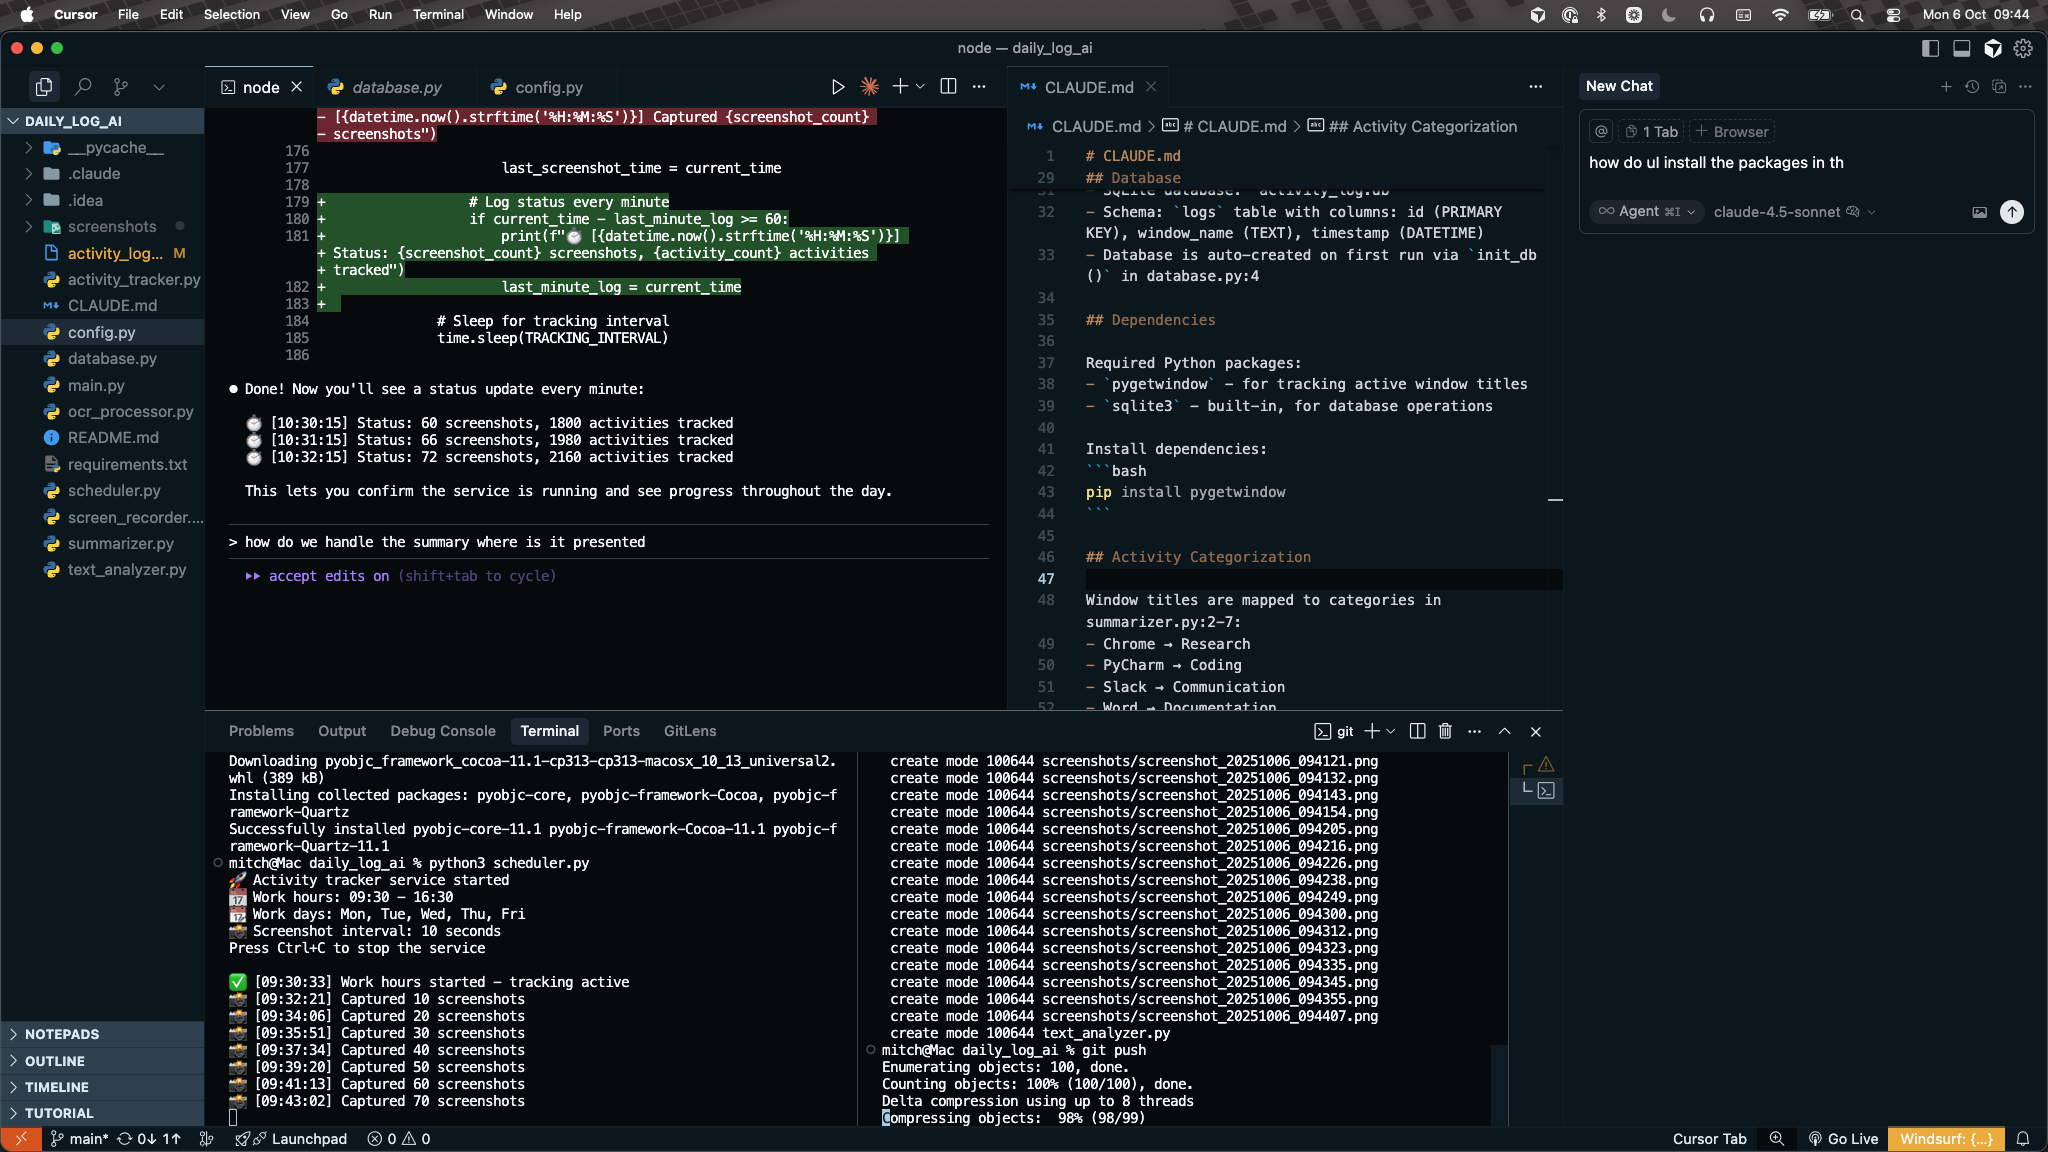 Cursor File Edit Selection View Go Run Terminal Window Help
Mon 6 Oct 09:44
node — daily_log_ai
DAILY_LOG_AI
__pycache__
.claude
.idea
screenshots
activity_log... M
activity_tracker.py
CLAUDE.md
config.py
database.py
main.py
ocr_processor.py
README.md
requirements.txt
scheduler.py
screen_recorder....
summarizer.py
text_analyzer.py
NOTEPADS
OUTLINE
TIMELINE
TUTORIAL
node
database.py
config.py
- [{datetime.now().strftime('%H:%M:%S')}] Captured {screenshot_count}
- screenshots")
176
177 last_screenshot_time = current_time
178
179 + # Log status every minute
180 + if current_time - last_minute_log >= 60:
181 + print(f"⏱️ [{datetime.now().strftime('%H:%M:%S')}]
+ Status: {screenshot_count} screenshots, {activity_count} activities
+ tracked")
182 + last_minute_log = current_time
183 +
184 # Sleep for tracking interval
185 time.sleep(TRACKING_INTERVAL)
186
● Done! Now you'll see a status update every minute:
⏱️ [10:30:15] Status: 60 screenshots, 1800 activities tracked
⏱️ [10:31:15] Status: 66 screenshots, 1980 activities tracked
⏱️ [10:32:15] Status: 72 screenshots, 2160 activities tracked
This lets you confirm the service is running and see progress throughout the day.
> how do we handle the summary where is it presented
⏵⏵ accept edits on (shift+tab to cycle)
CLAUDE.md
CLAUDE.md > # CLAUDE.md > ## Activity Categorization
1 # CLAUDE.md
29 ## Database
31 - SQLite database: `activity_log.db`
32 - Schema: `logs` table with columns: id (PRIMARY
KEY), window_name (TEXT), timestamp (DATETIME)
33 - Database is auto-created on first run via `init_db
()` in database.py:4
34
35 ## Dependencies
36
37 Required Python packages:
38 - `pygetwindow` - for tracking active window titles
39 - `sqlite3` - built-in, for database operations
40
41 Install dependencies:
42 ```bash
43 pip install pygetwindow
44 ```
45
46 ## Activity Categorization
47
48 Window titles are mapped to categories in
summarizer.py:2-7:
49 - Chrome → Research
50 - PyCharm → Coding
51 - Slack → Communication
52 - Word → Documentation
New Chat
@ 1 Tab + Browser
how do uI install the packages in th
∞ Agent ⌘I claude-4.5-sonnet
Problems Output Debug Console Terminal Ports GitLens
git
Downloading pyobjc_framework_cocoa-11.1-cp313-cp313-macosx_10_13_universal2.
whl (389 kB)
Installing collected packages: pyobjc-core, pyobjc-framework-Cocoa, pyobjc-f
ramework-Quartz
Successfully installed pyobjc-core-11.1 pyobjc-framework-Cocoa-11.1 pyobjc-f
ramework-Quartz-11.1
mitch@Mac daily_log_ai % python3 scheduler.py
🚀 Activity tracker service started
📅 Work hours: 09:30 - 16:30
📆 Work days: Mon, Tue, Wed, Thu, Fri
📸 Screenshot interval: 10 seconds
Press Ctrl+C to stop the service
✅ [09:30:33] Work hours started - tracking active
📸 [09:32:21] Captured 10 screenshots
📸 [09:34:06] Captured 20 screenshots
📸 [09:35:51] Captured 30 screenshots
📸 [09:37:34] Captured 40 screenshots
📸 [09:39:20] Captured 50 screenshots
📸 [09:41:13] Captured 60 screenshots
📸 [09:43:02] Captured 70 screenshots
create mode 100644 screenshots/screenshot_20251006_094121.png
create mode 100644 screenshots/screenshot_20251006_094132.png
create mode 100644 screenshots/screenshot_20251006_094143.png
create mode 100644 screenshots/screenshot_20251006_094154.png
create mode 100644 screenshots/screenshot_20251006_094205.png
create mode 100644 screenshots/screenshot_20251006_094216.png
create mode 100644 screenshots/screenshot_20251006_094226.png
create mode 100644 screenshots/screenshot_20251006_094238.png
create mode 100644 screenshots/screenshot_20251006_094249.png
create mode 100644 screenshots/screenshot_20251006_094300.png
create mode 100644 screenshots/screenshot_20251006_094312.png
create mode 100644 screenshots/screenshot_20251006_094323.png
create mode 100644 screenshots/screenshot_20251006_094335.png
create mode 100644 screenshots/screenshot_20251006_094345.png
create mode 100644 screenshots/screenshot_20251006_094355.png
create mode 100644 screenshots/screenshot_20251006_094407.png
create mode 100644 text_analyzer.py
mitch@Mac daily_log_ai % git push
Enumerating objects: 100, done.
Counting objects: 100% (100/100), done.
Delta compression using up to 8 threads
Compressing objects: 98% (98/99)
main* 0↓ 1↑ Launchpad 0 0
Cursor Tab Go Live Windsurf: {...}